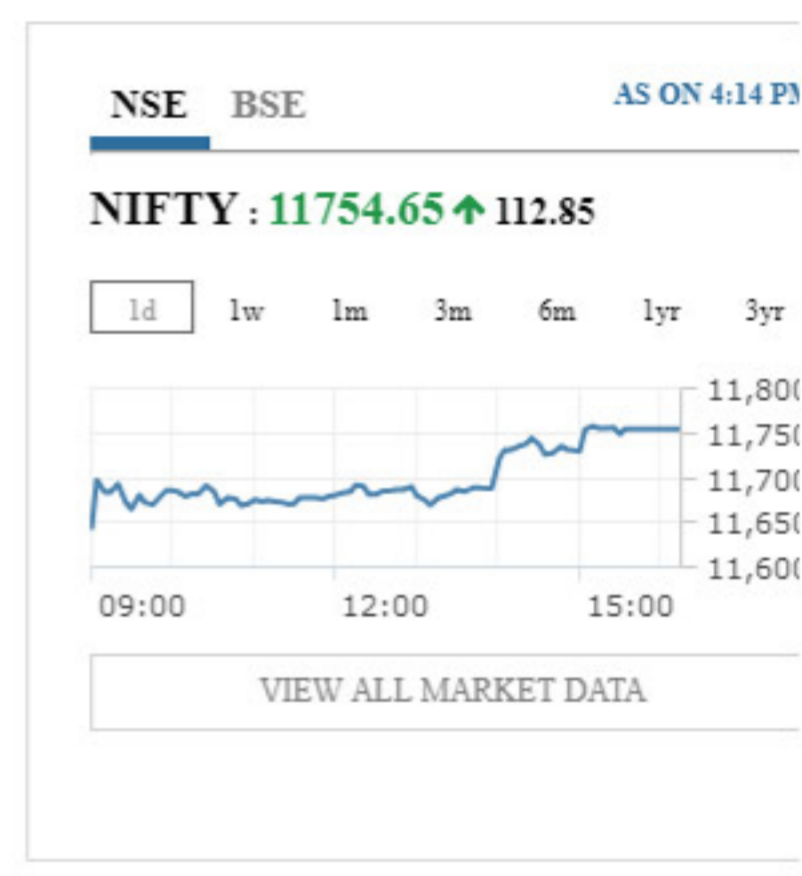 NSE BSE AS ON 4:14 PM
NIFTY : 11754.65 112.85
1d 1w 1m 3m 6m 1yr 3yr
11,800
11,750
11,700
11,650
11,600
09:00 12:00 15:00
VIEW ALL MARKET DATA